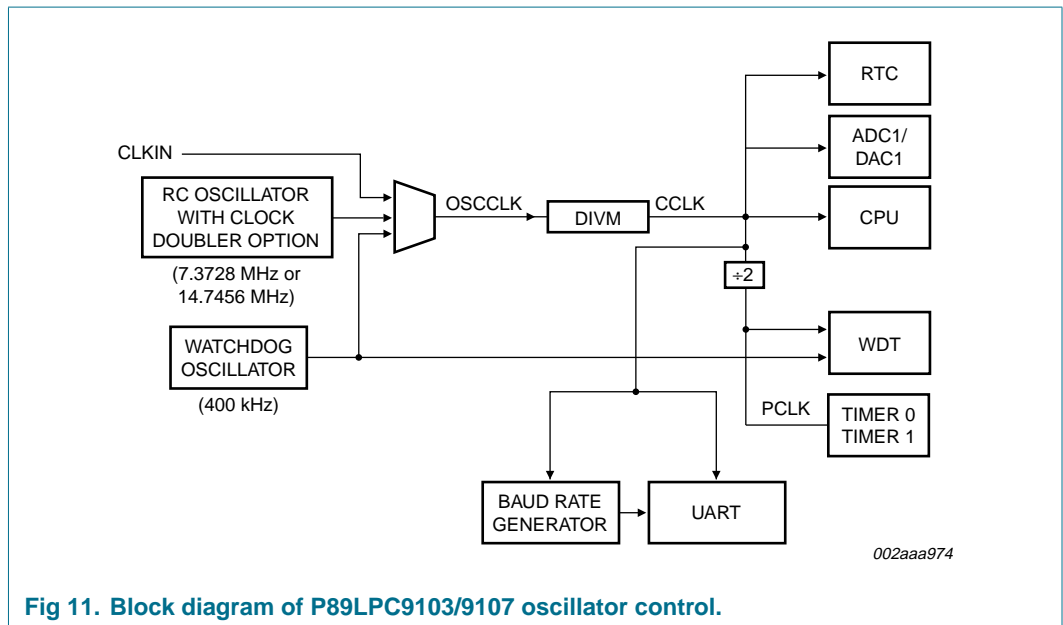 RTC
ADC1/
DAC1
CLKIN
RC OSCILLATOR
WITH CLOCK
DOUBLER OPTION
OSCCLK
DIVM
CCLK
CPU
(7.3728 MHz or
14.7456 MHz)
÷2
WATCHDOG
OSCILLATOR
WDT
(400 kHz)
PCLK
TIMER 0
TIMER 1
BAUD RATE
GENERATOR
UART
002aaa974
Fig 11. Block diagram of P89LPC9103/9107 oscillator control.